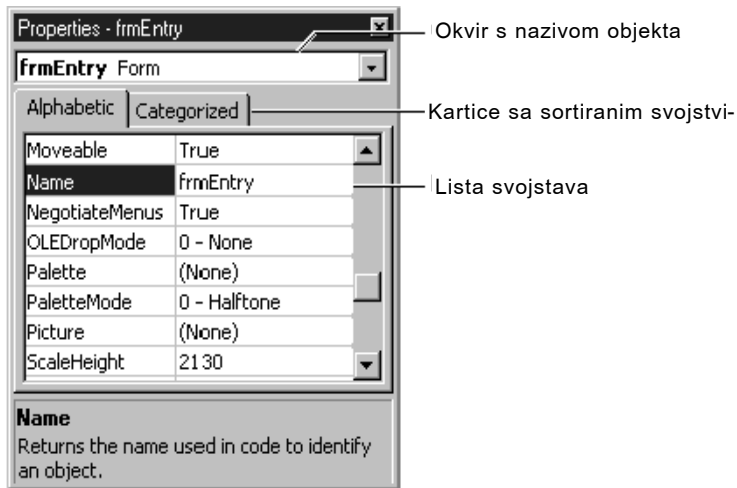 Properties - frmEntry
Okvir s nazivom objekta
frmEntry Form
Alphabetic Categorized
Kartice sa sortiranim svojstvi-
Moveable True
Name frmEntry
Lista svojstava
NegotiateMenus True
OLEDropMode 0 - None
Palette (None)
PaletteMode 0 - Halftone
Picture (None)
ScaleHeight 2130
Name
Returns the name used in code to identify
an object.